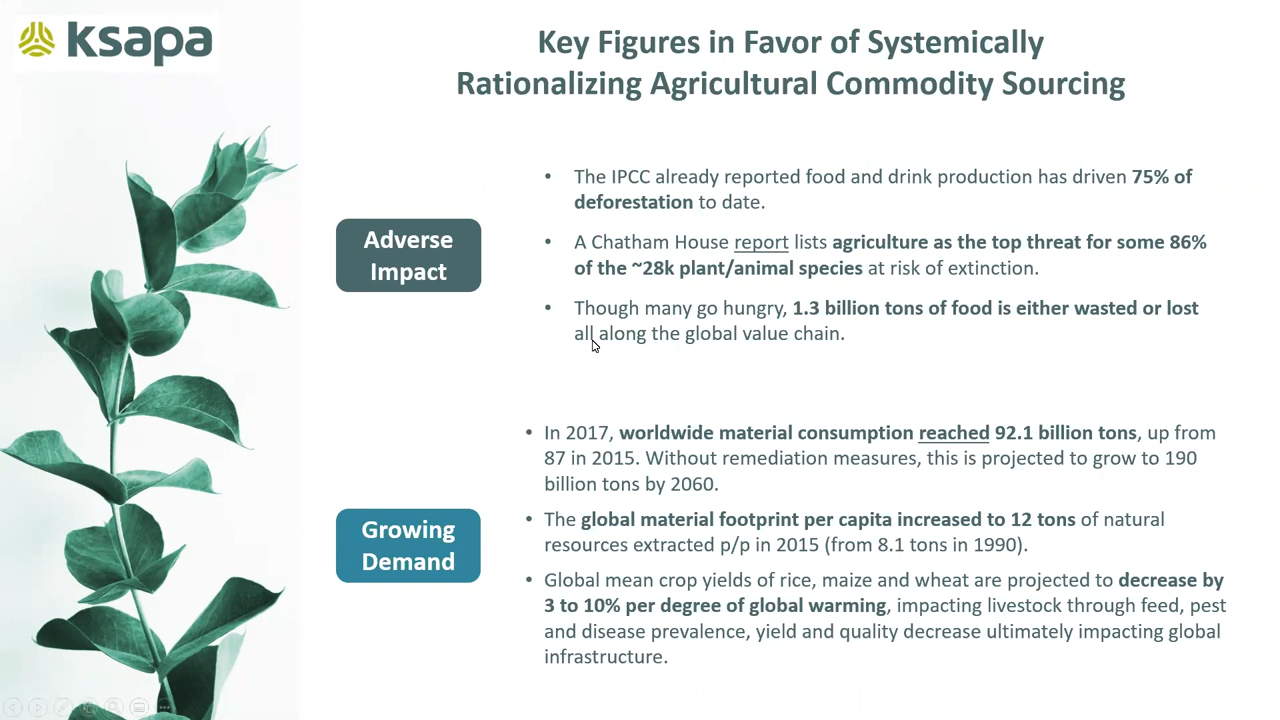 ksapa
Key Figures in Favor of Systemically
Rationalizing Agricultural Commodity Sourcing
Adverse
Impact
• The IPCC already reported food and drink production has driven 75% of
deforestation to date.
• A Chatham House report lists agriculture as the top threat for some 86%
of the ~28k plant/animal species at risk of extinction.
• Though many go hungry, 1.3 billion tons of food is either wasted or lost
all along the global value chain.
Growing
Demand
• In 2017, worldwide material consumption reached 92.1 billion tons, up from
87 in 2015. Without remediation measures, this is projected to grow to 190
billion tons by 2060.
• The global material footprint per capita increased to 12 tons of natural
resources extracted p/p in 2015 (from 8.1 tons in 1990).
• Global mean crop yields of rice, maize and wheat are projected to decrease by
3 to 10% per degree of global warming, impacting livestock through feed, pest
and disease prevalence, yield and quality decrease ultimately impacting global
infrastructure.